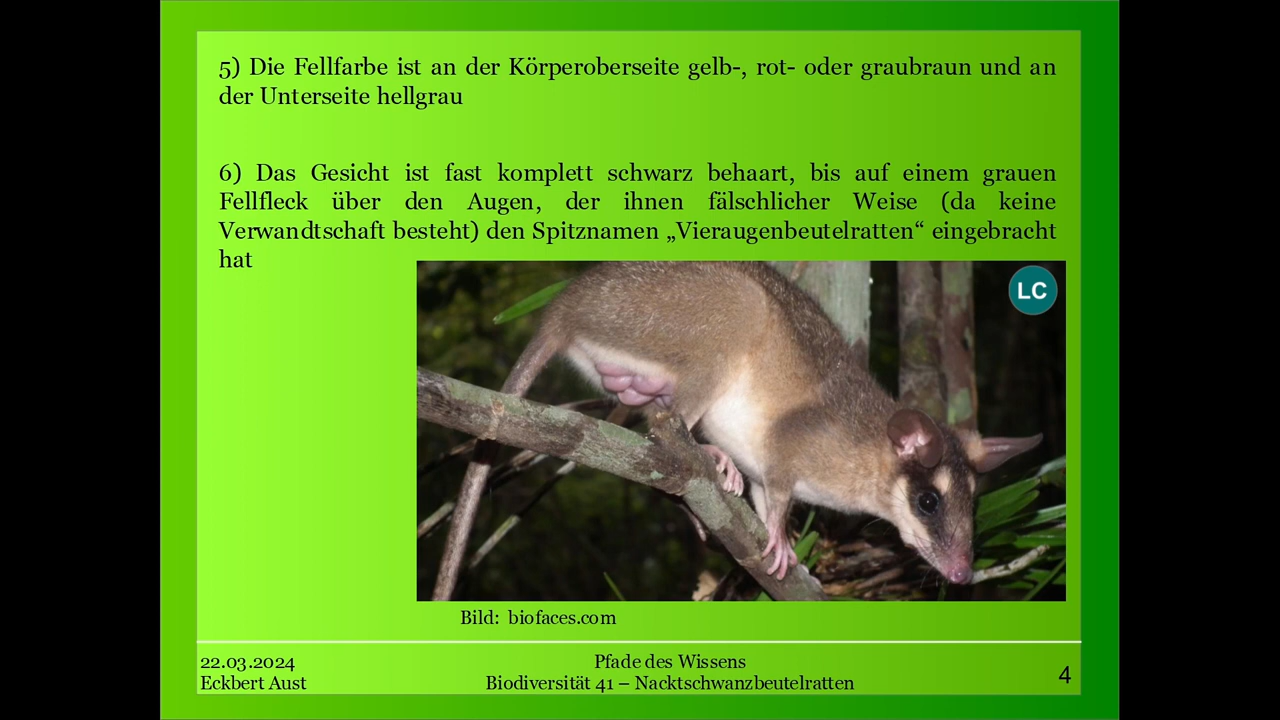 5) Die Fellfarbe ist an der Körperoberseite gelb-, rot- oder graubraun und an
der Unterseite hellgrau
6) Das Gesicht ist fast komplett schwarz behaart, bis auf einem grauen
Fellfleck über den Augen, der ihnen fälschlicher Weise (da keine
Verwandtschaft besteht) den Spitznamen „Vieraugenbeutelratten“ eingebracht
hat
LC
Bild: biofaces.com
22.03.2024
Eckbert Aust
Pfade des Wissens
Biodiversität 41 – Nacktschwanzbeutelratten
4